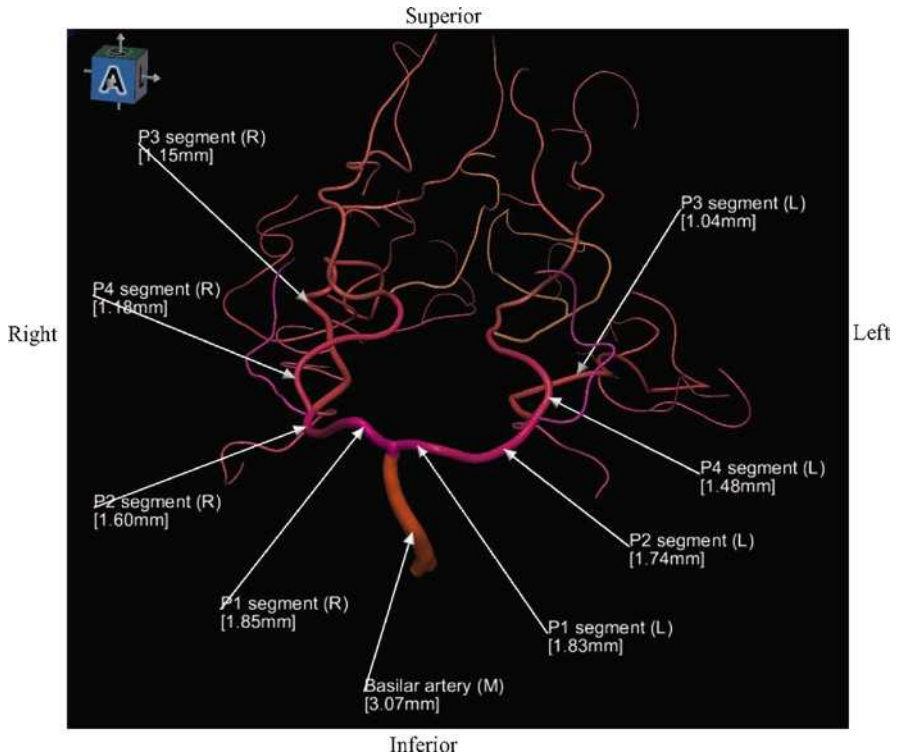 Superior
A
P3 segment (R)
[1.15mm]
P3 segment (L)
[1.04mm]
P4 segment (R)
[1.18mm]
Right
Left
P4 segment (L)
[1.48mm]
P2 segment (R)
[1.60mm]
P2 segment (L)
[1.74mm]
P1 segment (R)
[1.85mm]
P1 segment (L)
[1.83mm]
Basilar artery (M)
[3.07mm]
Inferior